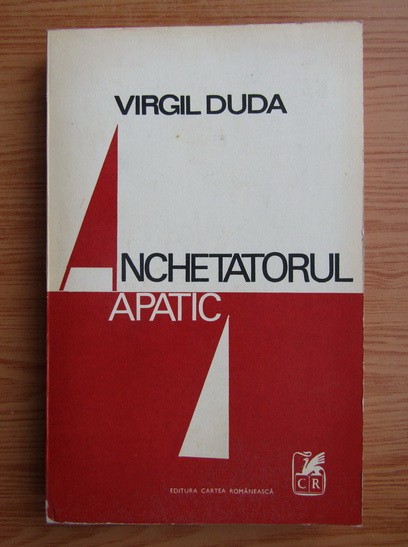 VIRGIL DUDA
ANCHETATORUL
APATIC
EDITURA CARTEA ROMÂNEASCĂ
CR